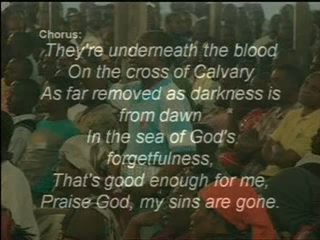 Chorus:
They're underneath the blood
On the cross of Calvary
As far removed as darkness is
from dawn
In the sea of God's
forgetfulness,
That's good enough for me,
Praise God, my sins are gone.